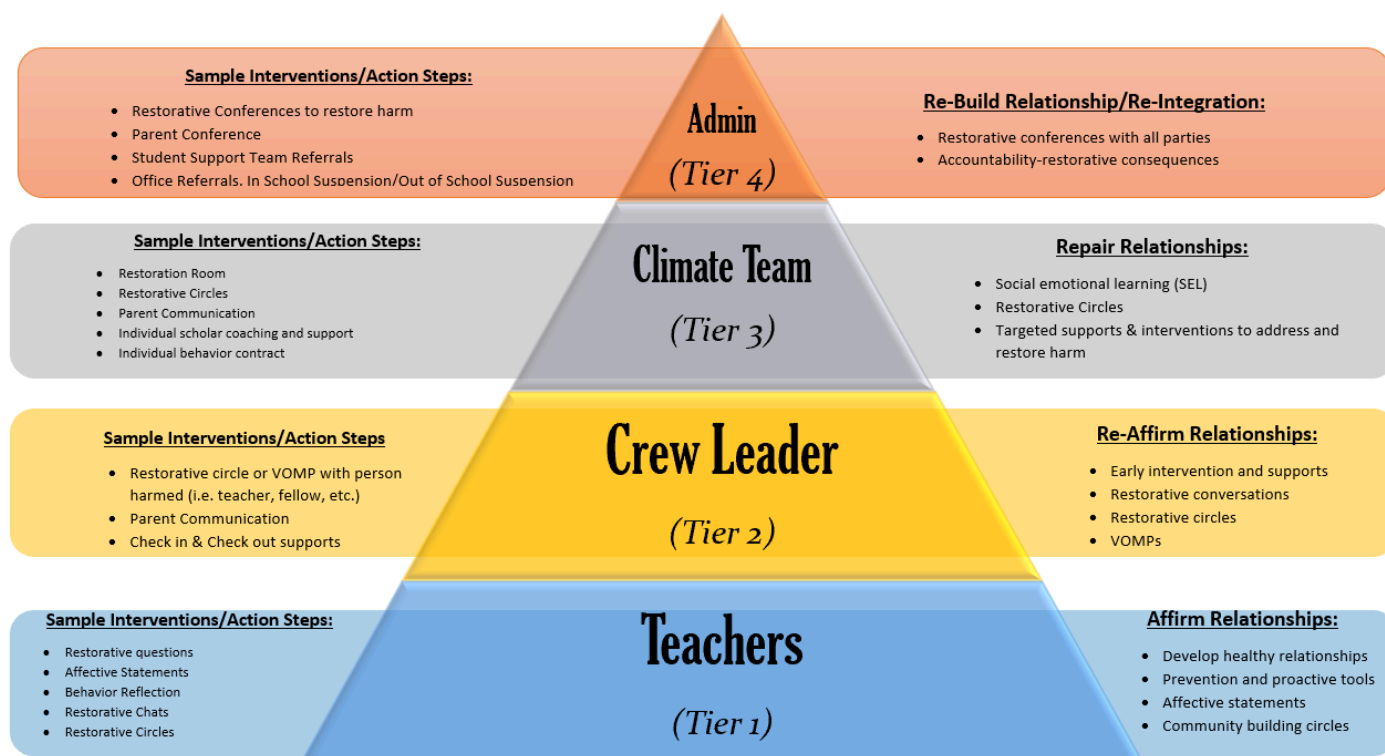 Sample Interventions/Action Steps:
• Restorative Conferences to restore harm
• Parent Conference
• Student Support Team Referrals
• Office Referrals. In School Suspension/Out of School Suspension
Admin
(Tier 4)
Re-Build Relationship/Re-Integration:
• Restorative conferences with all parties
• Accountability-restorative consequences
Sample Interventions/Action Steps:
• Restoration Room
• Restorative Circles
• Parent Communication
• Individual scholar coaching and support
• Individual behavior contract
Climate Team
(Tier 3)
Repair Relationships:
• Social emotional learning (SEL)
• Restorative Circles
• Targeted supports & interventions to address and
restore harm
Sample Interventions/Action Steps
• Restorative circle or VOMP with person
harmed (i.e. teacher, fellow, etc.)
• Parent Communication
• Check in & Check out supports
Crew Leader
(Tier 2)
Re-Affirm Relationships:
• Early intervention and supports
• Restorative conversations
• Restorative circles
• VOMPs
Sample Interventions/Action Steps:
• Restorative questions
• Affective Statements
• Behavior Reflection
• Restorative Chats
• Restorative Circles
Teachers
(Tier 1)
Affirm Relationships:
• Develop healthy relationships
• Prevention and proactive tools
• Affective statements
• Community building circles